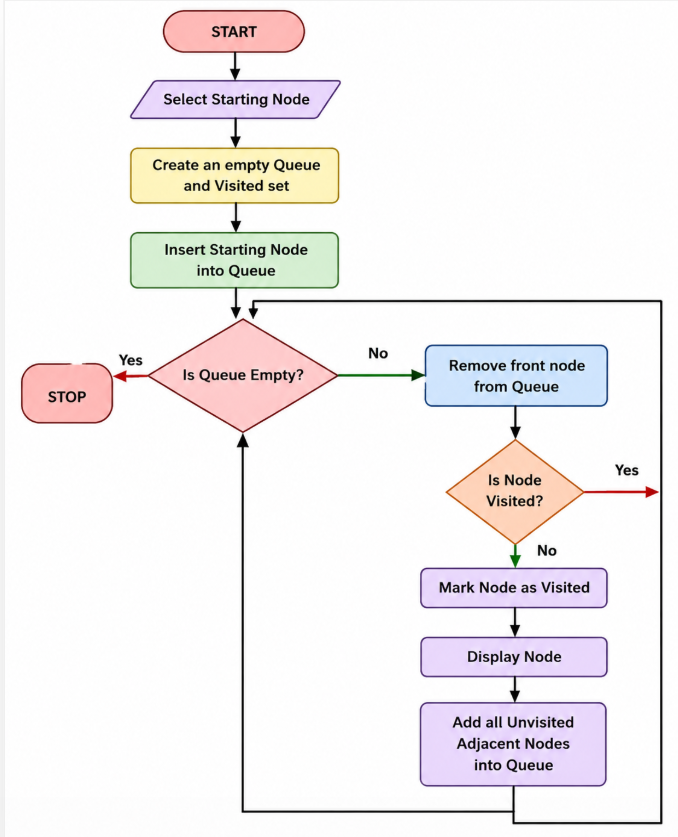 START
Select Starting Node
Create an empty Queue
and Visited set
Insert Starting Node
into Queue
Is Queue Empty?
Yes
STOP
No
Remove front node
from Queue
Is Node
Visited?
Yes
No
Mark Node as Visited
Display Node
Add all Unvisited
Adjacent Nodes
into Queue